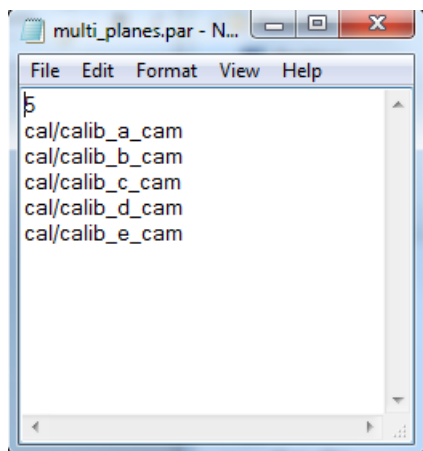 multi_planes.par - N...
File Edit Format View Help
5
cal/calib_a_cam
cal/calib_b_cam
cal/calib_c_cam
cal/calib_d_cam
cal/calib_e_cam